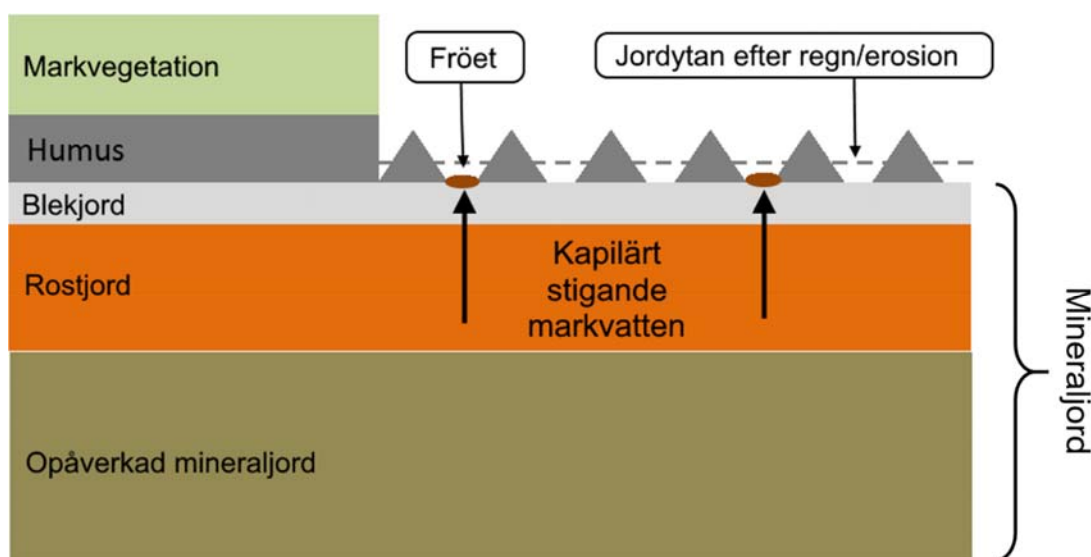 Markvegetation
Fröet
Jordytan efter regn/erosion
Humus
Blekjord
Rostjord
Kapilärt
stigande
markvatten
Opåverkad mineraljord
Mineraljord